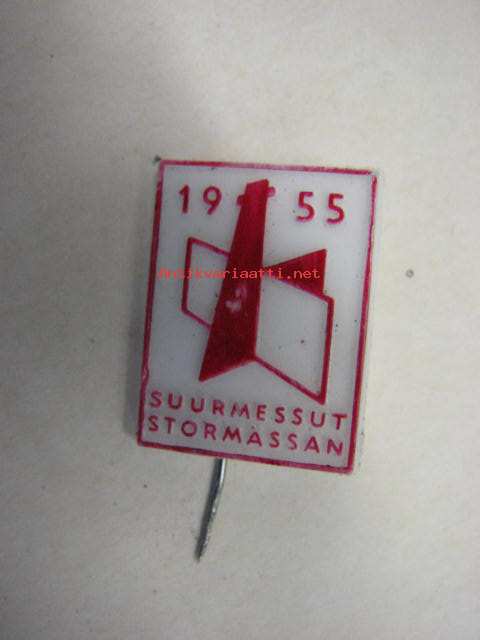 19 55
Antikvariaatti.net
SUURMESSUT
STORMÄSSAN